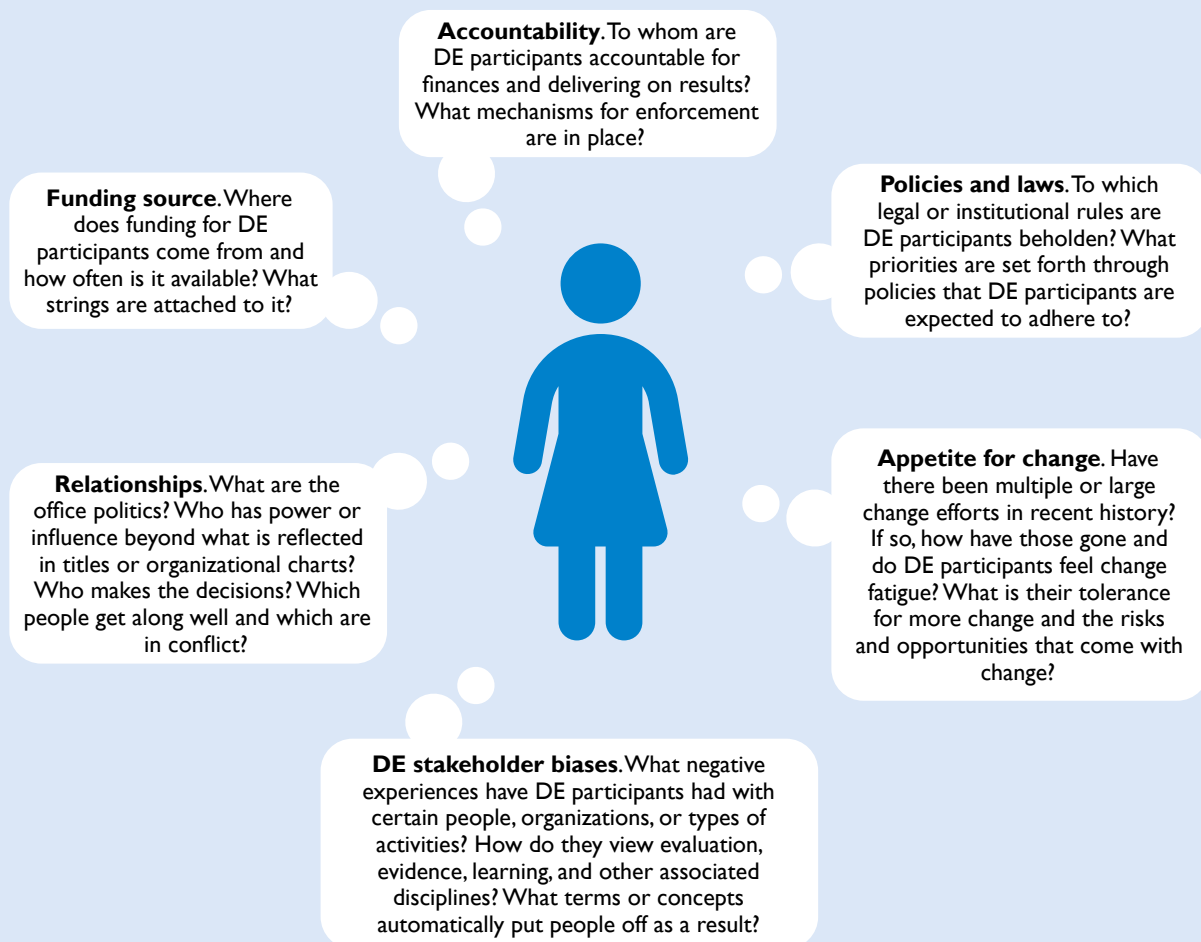 Accountability. To whom are
DE participants accountable for
finances and delivering on results?
What mechanisms for enforcement
are in place?
Funding source. Where
does funding for DE
participants come from and
how often is it available? What
strings are attached to it?
Policies and laws. To which
legal or institutional rules are
DE participants beholden? What
priorities are set forth through
policies that DE participants are
expected to adhere to?
Relationships. What are the
office politics? Who has power or
influence beyond what is reflected
in titles or organizational charts?
Who makes the decisions? Which
people get along well and which are
in conflict?
Appetite for change. Have
there been multiple or large
change efforts in recent history?
If so, how have those gone and
do DE participants feel change
fatigue? What is their tolerance
for more change and the risks
and opportunities that come with
change?
DE stakeholder biases. What negative
experiences have DE participants had with
certain people, organizations, or types of
activities? How do they view evaluation,
evidence, learning, and other associated
disciplines? What terms or concepts
automatically put people off as a result?